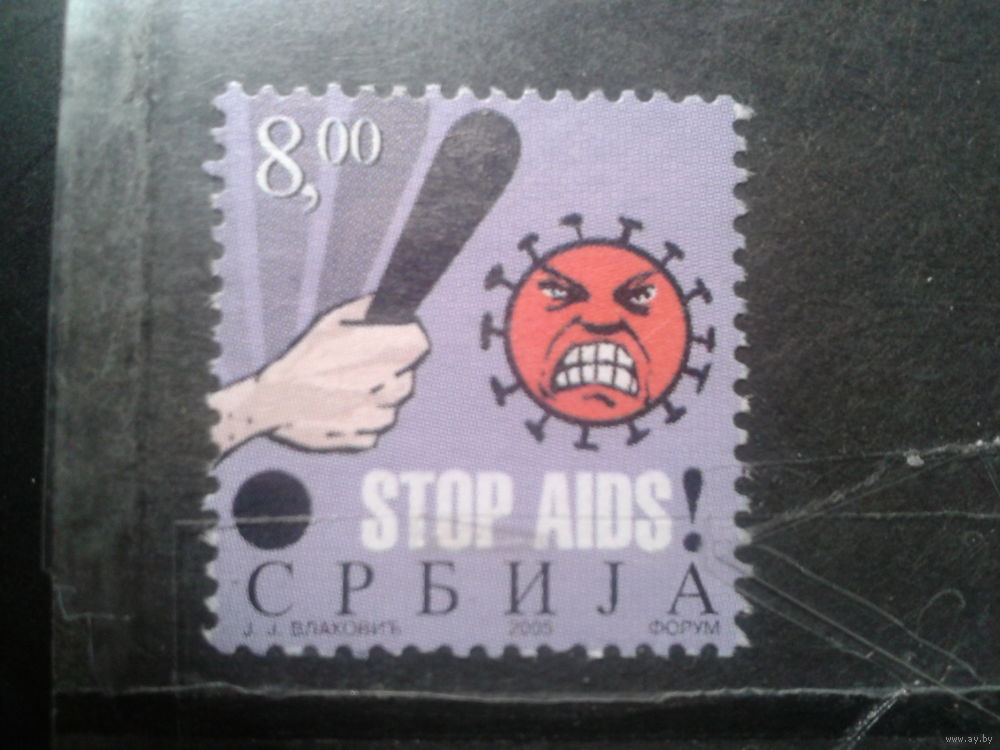 8,00
STOP AIDS!
СРБИЈА
Ј. Ј. ВЛАХОВИЋ 2005 ФОРУМ
www.ay.by